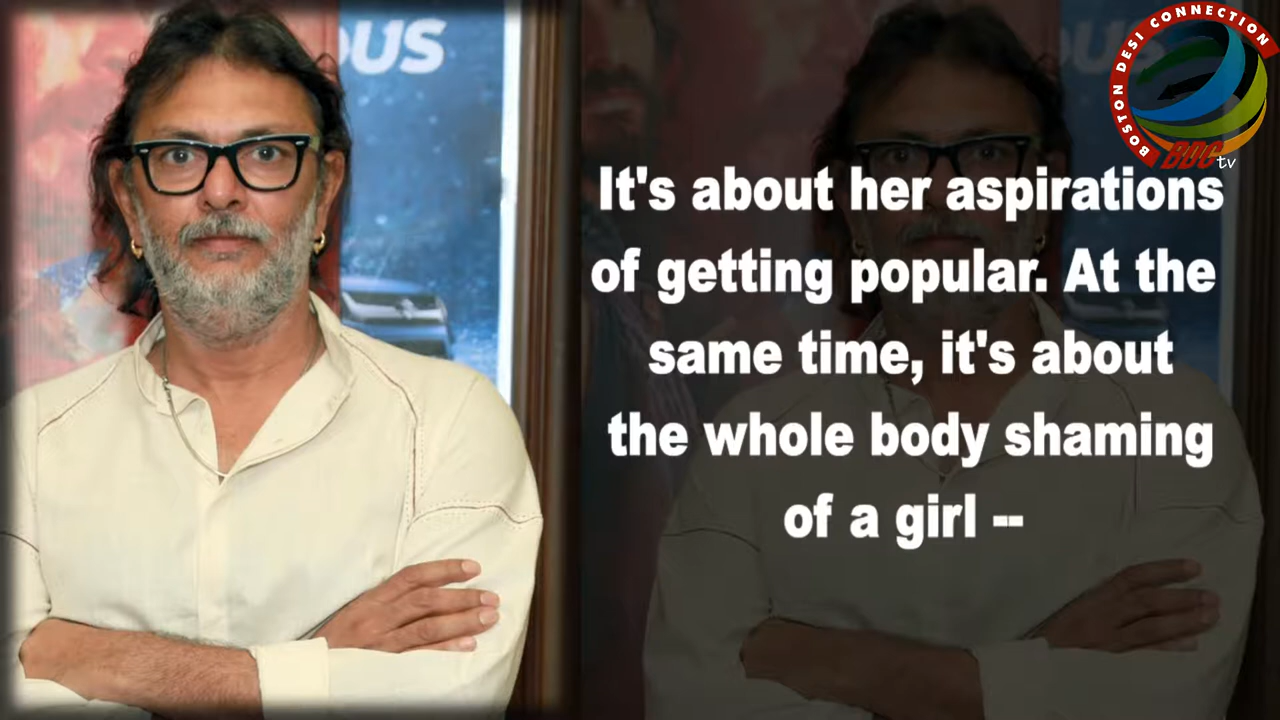 OUS
BOSTON DESI CONNECTION
BDC tv
It's about her aspirations
of getting popular. At the
same time, it's about
the whole body shaming
of a girl --